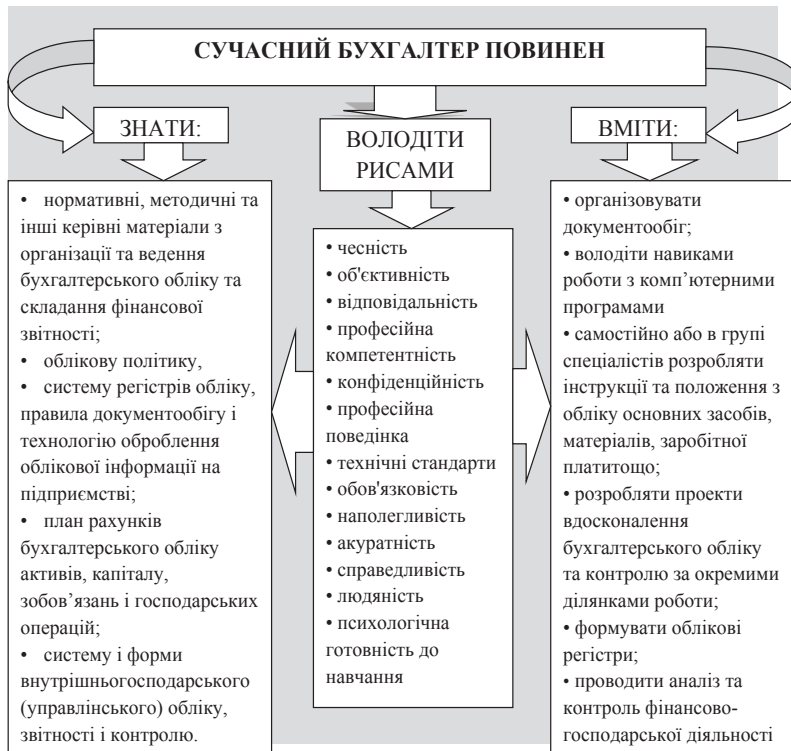 СУЧАСНИЙ БУХГАЛТЕР ПОВИНЕН
ЗНАТИ:
• нормативні, методичні та
інші керівні матеріали з
організації та ведення
бухгалтерського обліку та
складання фінансової
звітності;
• облікову політику,
• систему регістрів обліку,
правила документообігу і
технологію оброблення
облікової інформації на
підприємстві;
• план рахунків
бухгалтерського обліку
активів, капіталу,
зобов’язань і господарських
операцій;
• систему і форми
внутрішньогосподарського
(управлінського) обліку,
звітності і контролю.
ВОЛОДІТИ
РИСАМИ
• чесність
• об'єктивність
• відповідальність
• професійна
компетентність
• конфіденційність
• професійна
поведінка
• технічні стандарти
• обов'язковість
• наполегливість
• акуратність
• справедливість
• людяність
• психологічна
готовність до
навчання
ВМІТИ:
• організовувати
документообіг;
• володіти навиками
роботи з комп’ютерними
програмами
• самостійно або в групі
спеціалістів розробляти
інструкції та положення з
обліку основних засобів,
матеріалів, заробітної
платитощо;
• розробляти проекти
вдосконалення
бухгалтерського обліку
та контролю за окремими
ділянками роботи;
• формувати облікові
регістри;
• проводити аналіз та
контроль фінансово-
господарської діяльності